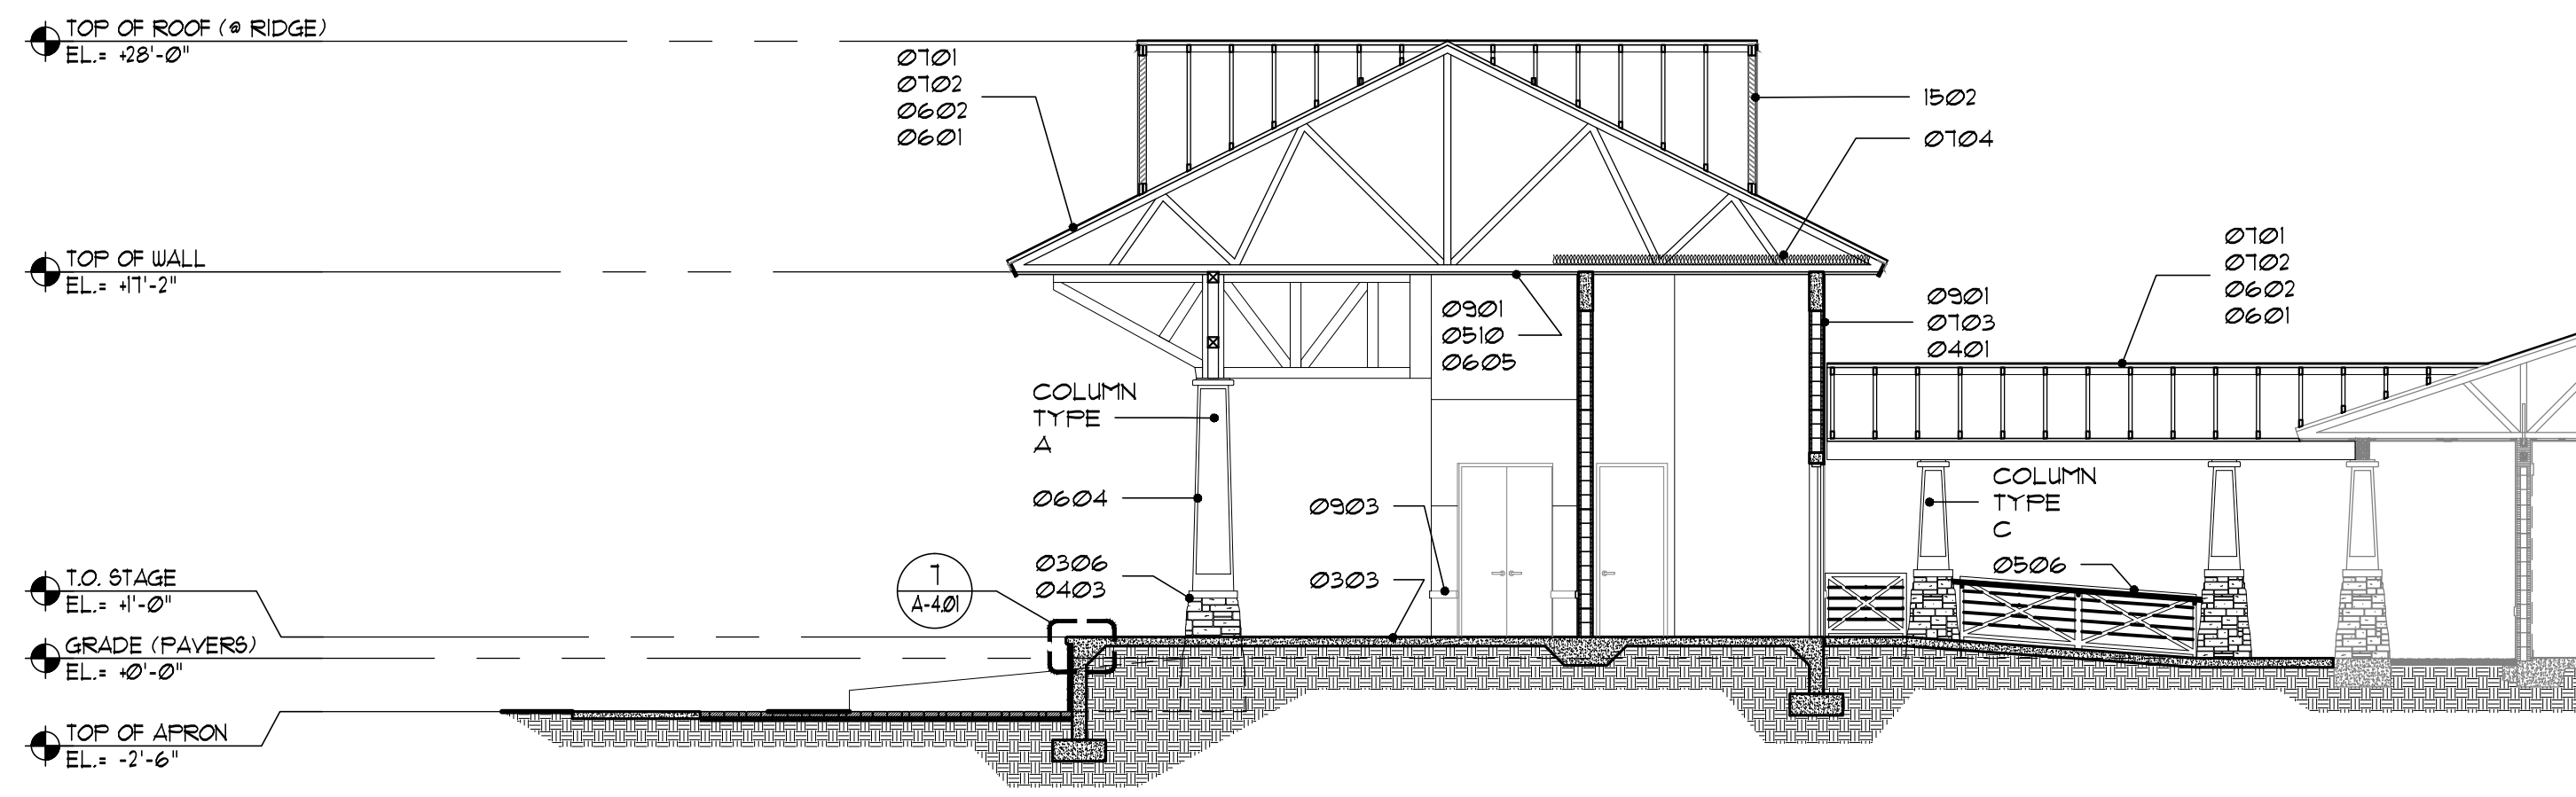 TOP OF ROOF (@ RIDGE)
EL.= +28'-0"
0701
0702
0602
0601
1502
0704
TOP OF WALL
EL.= +17'-2"
0701
0702
0602
0601
0901
0510
0605
0901
0703
0401
COLUMN
TYPE
A
0604
0903
COLUMN
TYPE
C
0506
0306
0403
0303
1
A-4.01
T.O. STAGE
EL.= +1'-0"
GRADE (PAVERS)
EL.= +0'-0"
TOP OF APRON
EL.= -2'-6"